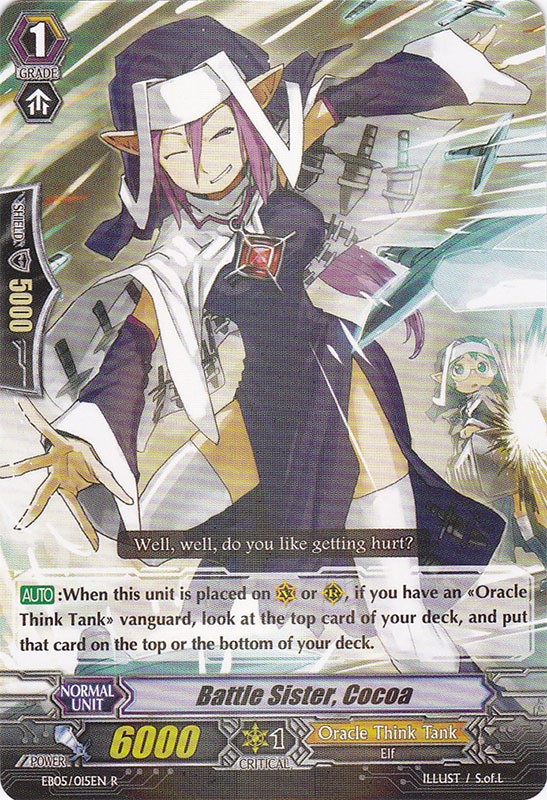 1
GRADE
SHIELD
5000
Well, well, do you like getting hurt?
AUTO:When this unit is placed on V or R, if you have an «Oracle
Think Tank» vanguard, look at the top card of your deck, and put
that card on the top or the bottom of your deck.
NORMAL
UNIT
Battle Sister, Cocoa
POWER
6000
1
CRITICAL
Oracle Think Tank
Elf
EB05/015EN R
ILLUST / S.of.L